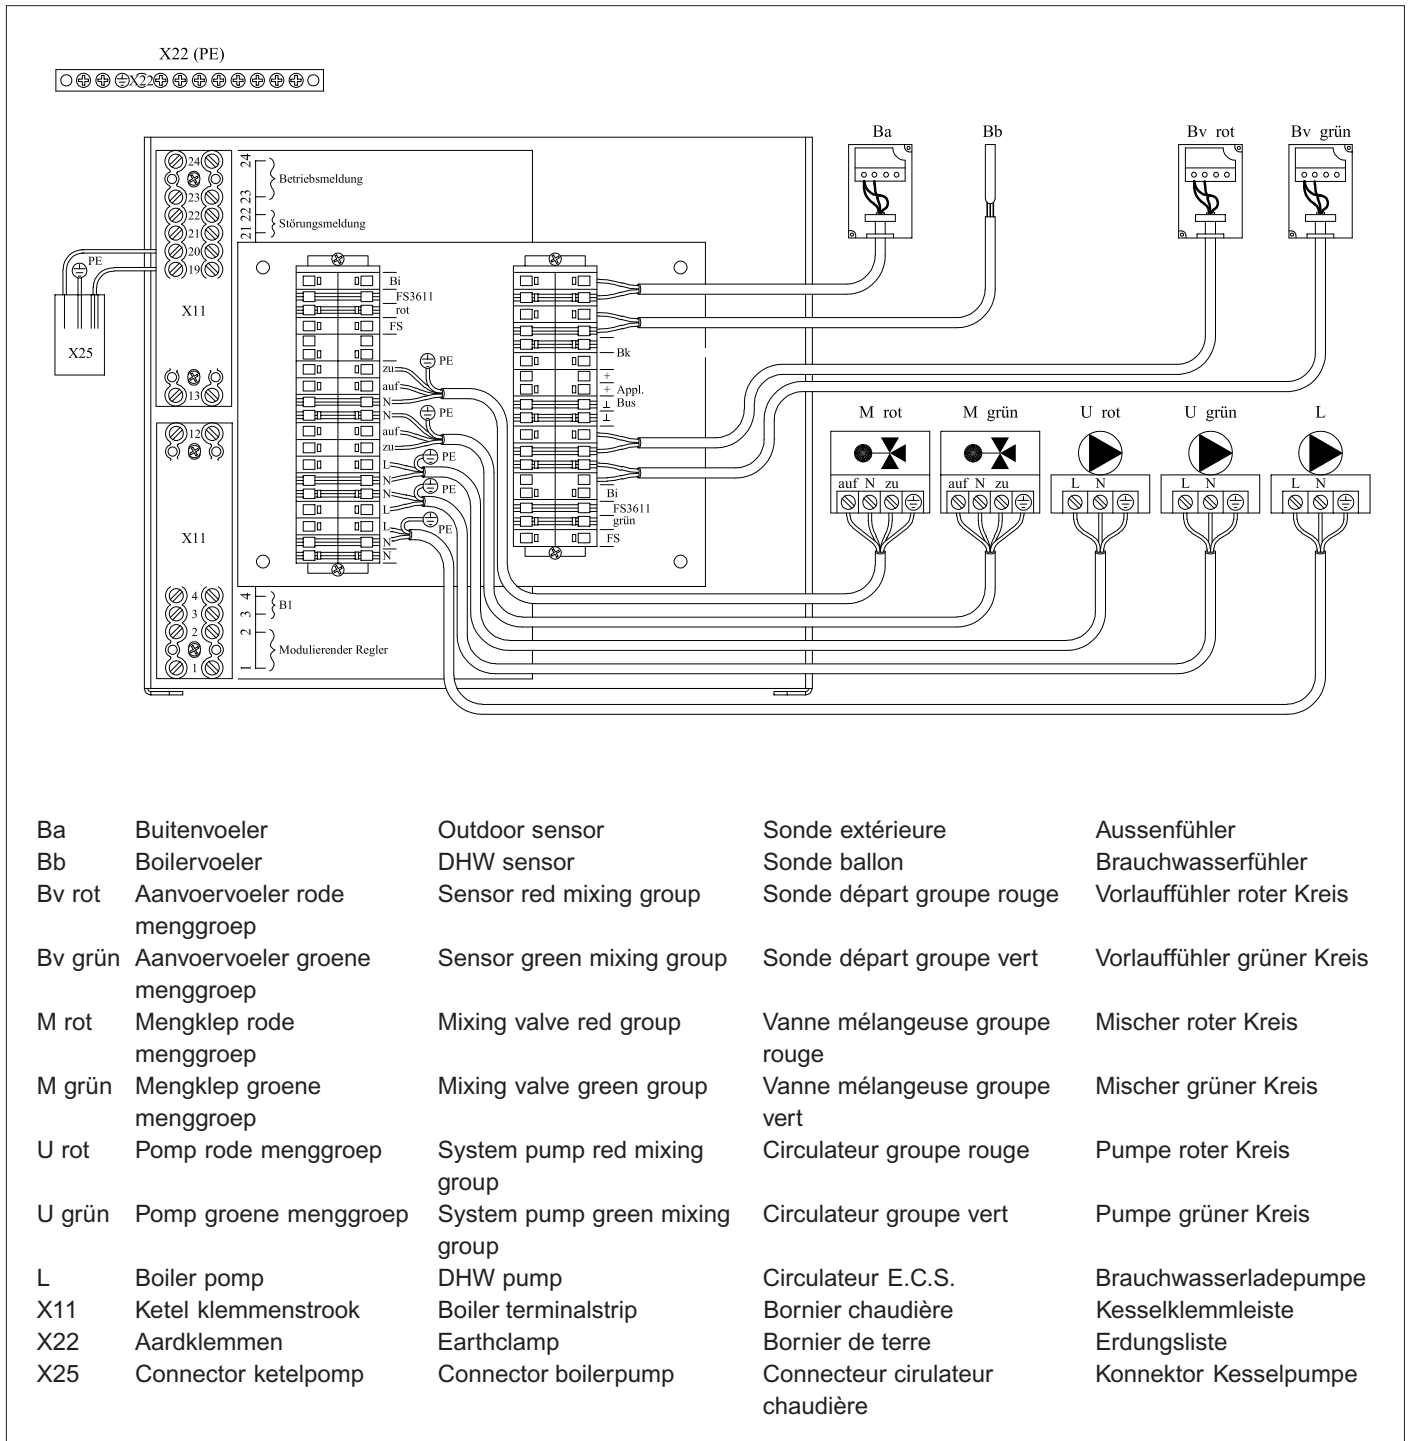 X22 (PE)
X22
Ba
Bb
Bv rot
Bv grün
24
23
22
21
20
19
X11
13
24
23
22
21
Betriebsmeldung
Störungsmeldung
PE
X25
12
X11
4
3
2
1
4
3
2
1
B1
Modulierender Regler
Bi
FS3611
rot
FS
zu
auf
N
N
auf
zu
L
N
N
L
L
N
N
PE
PE
PE
PE
PE
Bk
+
+ Appl.
⊥ Bus
⊥
Bi
FS3611
grün
FS
M rot
M grün
U rot
U grün
L
auf N zu
auf N zu
L N
L N
L N
Ba Buitenvoeler Outdoor sensor Sonde extérieure Aussenfühler
Bb Boilervoeler DHW sensor Sonde ballon Brauchwasserfühler
Bv rot Aanvoervoeler rode Sensor red mixing group Sonde départ groupe rouge Vorlauffühler roter Kreis
menggroep
Bv grün Aanvoervoeler groene Sensor green mixing group Sonde départ groupe vert Vorlauffühler grüner Kreis
menggroep
M rot Mengklep rode Mixing valve red group Vanne mélangeuse groupe Mischer roter Kreis
menggroep rouge
M grün Mengklep groene Mixing valve green group Vanne mélangeuse groupe Mischer grüner Kreis
menggroep vert
U rot Pomp rode menggroep System pump red mixing Circulateur groupe rouge Pumpe roter Kreis
group
U grün Pomp groene menggroep System pump green mixing Circulateur groupe vert Pumpe grüner Kreis
group
L Boiler pomp DHW pump Circulateur E.C.S. Brauchwasserladepumpe
X11 Ketel klemmenstrook Boiler terminalstrip Bornier chaudière Kesselklemmleiste
X22 Aardklemmen Earthclamp Bornier de terre Erdungsliste
X25 Connector ketelpomp Connector boilerpump Connecteur cirulateur Konnektor Kesselpumpe
chaudière